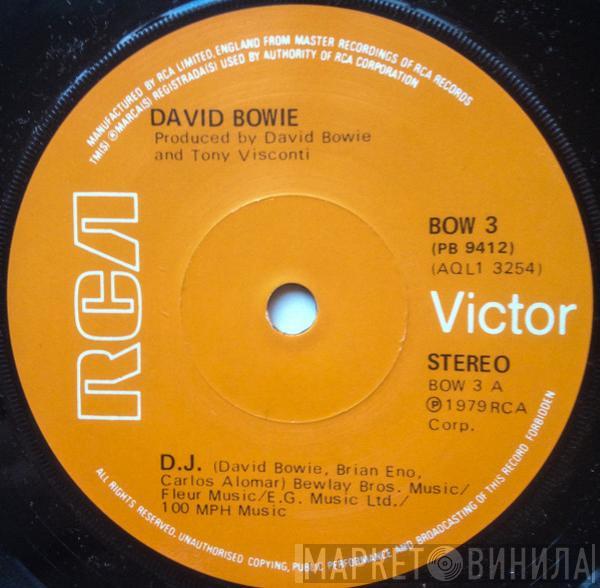 MANUFACTURED BY RCA LIMITED, ENGLAND FROM MASTER RECORDINGS OF RCA RECORDS
TM(S) ® MARCA(S) REGISTRADA(S) USED BY AUTHORITY OF RCA CORPORATION
DAVID BOWIE
Produced by David Bowie
and Tony Visconti
RCA
BOW 3
(PB 9412)
(AQL1 3254)
Victor
STEREO
BOW 3 A
℗ 1979 RCA
Corp.
D.J. (David Bowie, Brian Eno,
Carlos Alomar) Bewlay Bros. Music/
Fleur Music/E.G. Music Ltd./
100 MPH Music
ALL RIGHTS RESERVED. UNAUTHORISED COPYING, PUBLIC PERFORMANCE AND BROADCASTING OF THIS RECORD FORBIDDEN
МАРКЕТ ВИНИЛА